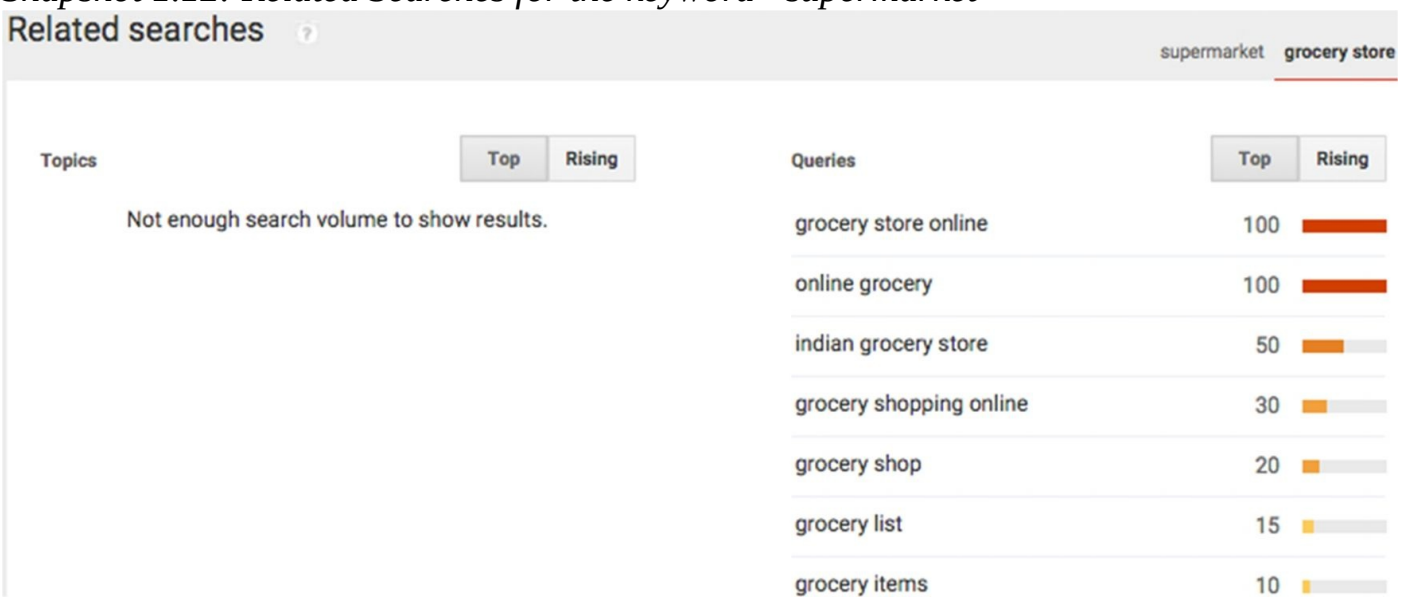 Related searches ?
supermarket grocery store
Topics Top Rising
Not enough search volume to show results.
Queries Top Rising
grocery store online 100
online grocery 100
indian grocery store 50
grocery shopping online 30
grocery shop 20
grocery list 15
grocery items 10